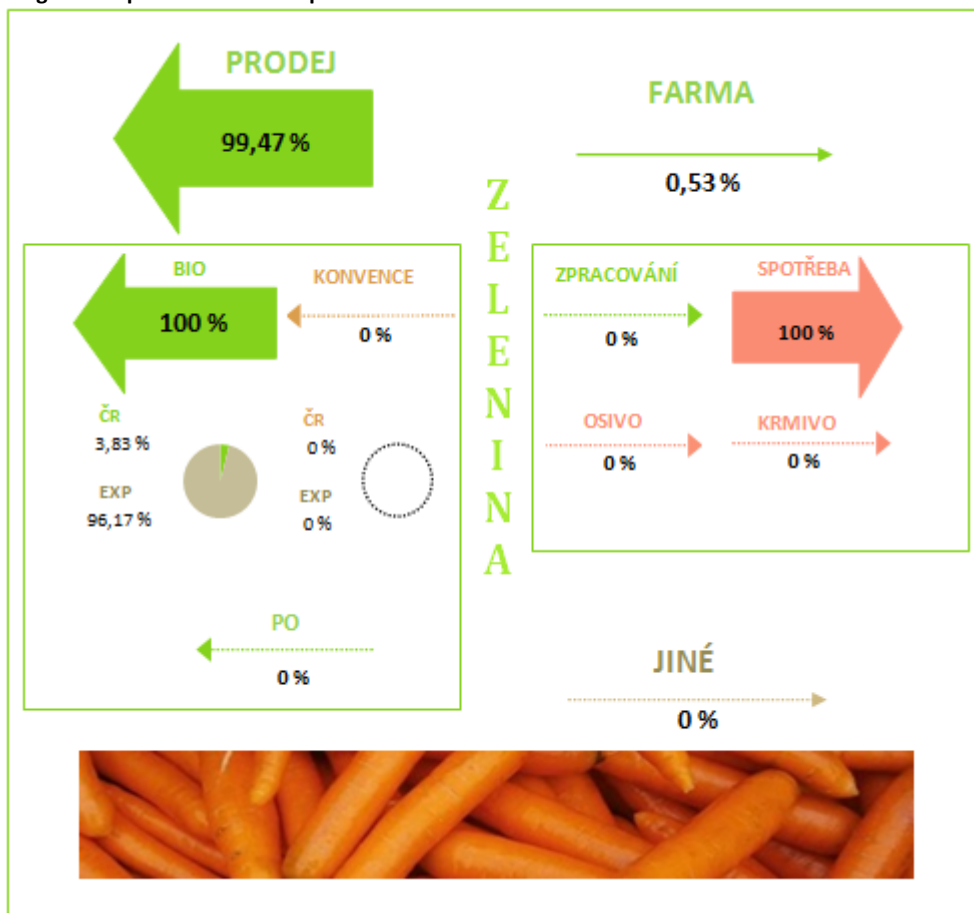 PRODEJ
99,47 %
FARMA
0,53 %
ZELENINA
BIO
100 %
KONVENCE
0 %
ČR
3,83 %
EXP
96,17 %
ČR
0 %
EXP
0 %
PO
0 %
ZPRACOVÁNÍ
0 %
SPOTŘEBA
100 %
OSIVO
0 %
KRMIVO
0 %
JINÉ
0 %